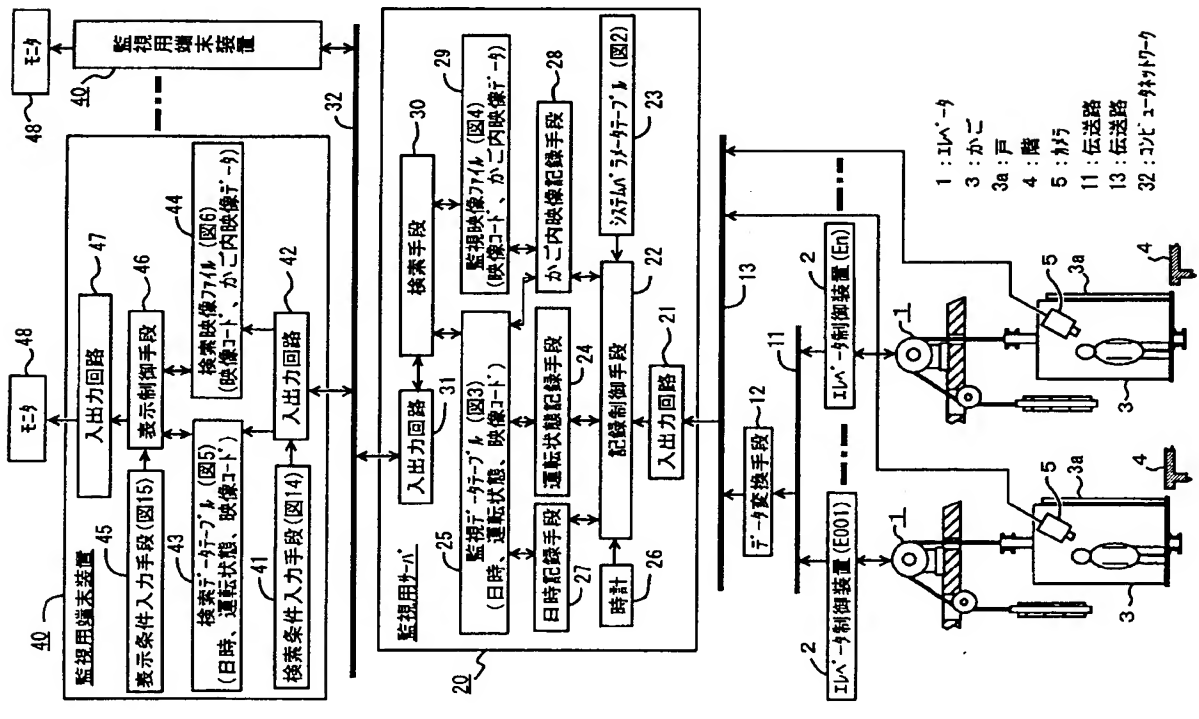 モニタ
48
監視用端末装置
40
モニタ
48
40
監視用端末装置
入出力回路
47
表示条件入力手段(図15)
45
表示制御手段
46
検索データテーブル (図5)
(日時、運転状態、映像コード)
43
検索映像ファイル (図6)
(映像コード、かご内映像データ)
44
検索条件入力手段(図14)
41
入出力回路
42
32
監視用サーバ
20
入出力回路
31
検索手段
30
監視データテーブル (図3)
(日時、運転状態、映像コード)
25
監視映像ファイル (図4)
(映像コード、かご内映像データ)
29
日時記録手段
27
運転状態記録手段
24
かご内映像記録手段
28
時計
26
記録制御手段
22
システムパラメータテーブル (図2)
23
入出力回路
21
13
データ変換手段
12
11
エレベータ制御装置(E001)
2
エレベータ制御装置(En)
2
1
1
5
3a
4
3
5
3a
4
3
1:エレベータ
3:かご
3a:戸
4:階
5:カメラ
11:伝送路
13:伝送路
32:コンピュータネットワーク